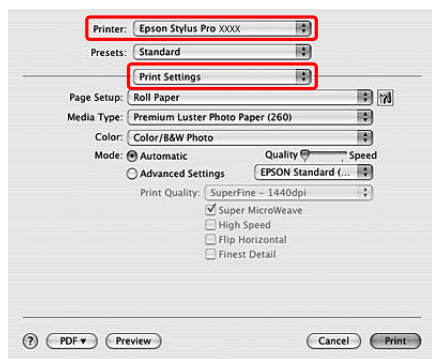 Printer: Epson Stylus Pro XXXX
Presets: Standard
Print Settings
Page Setup: Roll Paper
Media Type: Premium Luster Photo Paper (260)
Color: Color/B&W Photo
Mode: Automatic Quality Speed
Advanced Settings EPSON Standard (...
Print Quality: SuperFine - 1440dpi
Super MicroWeave
High Speed
Flip Horizontal
Finest Detail
? PDF Preview Cancel Print